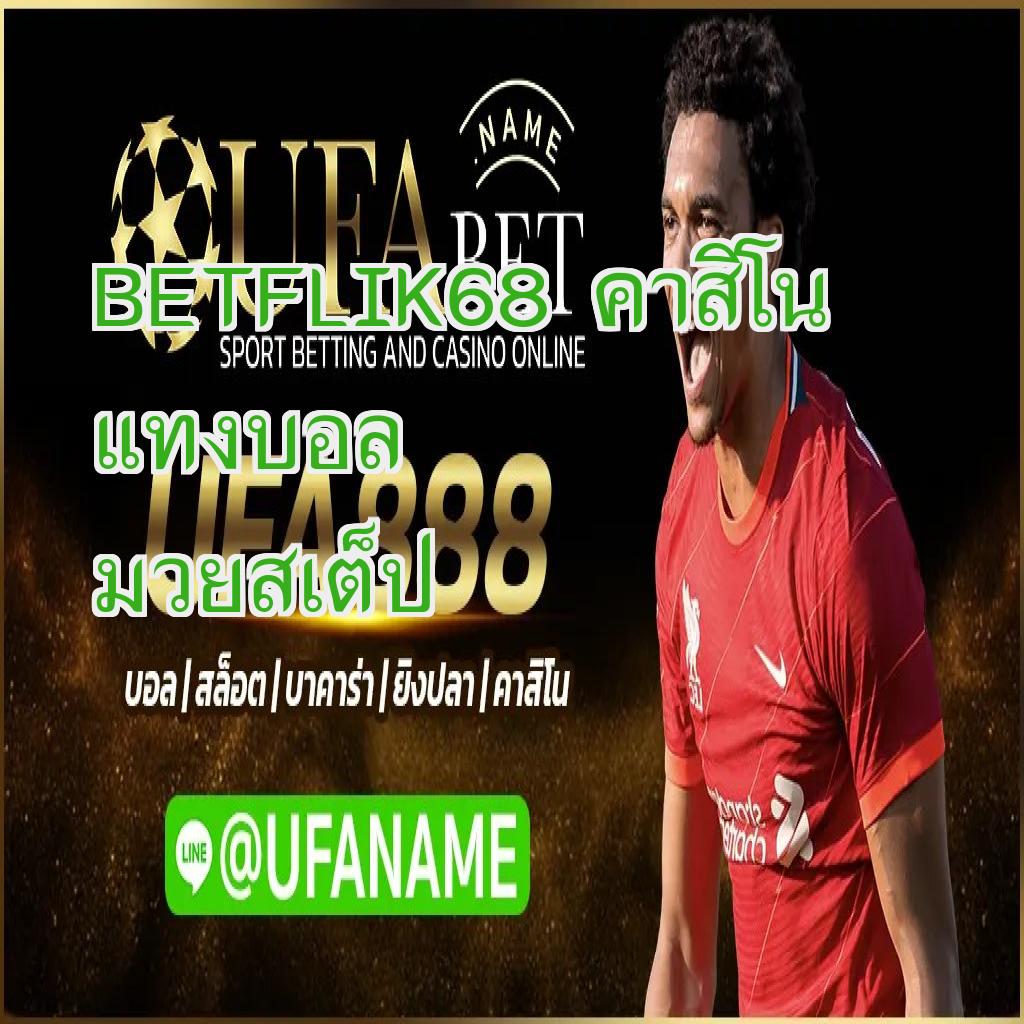 .NAME
UFABET
BETFLIK68 คาสิโน
SPORT BETTING AND CASINO ONLINE
แทงบอล
UFA888
มวยสเต็ป
บอล | สล็อต | บาคาร่า | ยิงปลา | คาสิโน
LINE @UFANAME